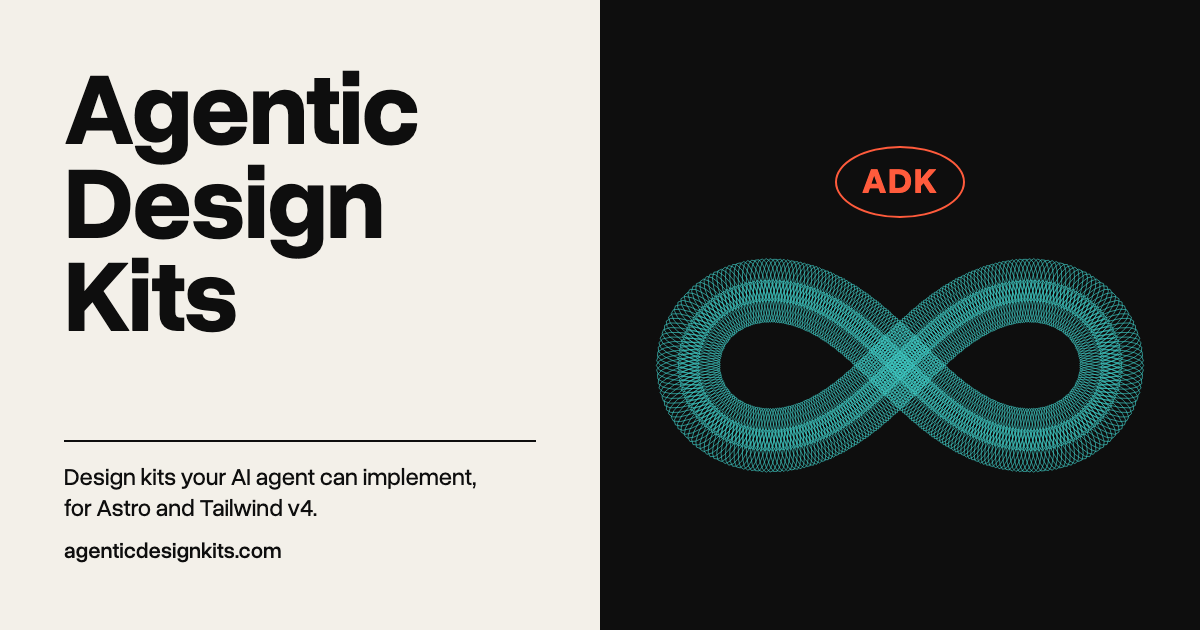 Agentic
Design
Kits
Design kits your AI agent can implement,
for Astro and Tailwind v4.
agenticdesignkits.com
ADK